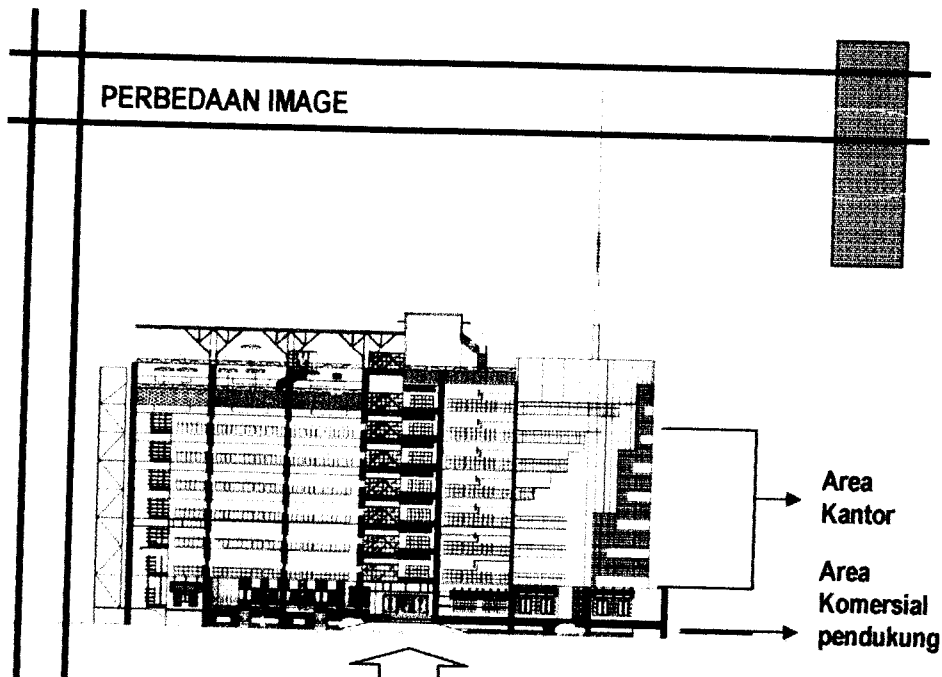 PERBEDAAN IMAGE
Area
Kantor
Area
Komersial
pendukung